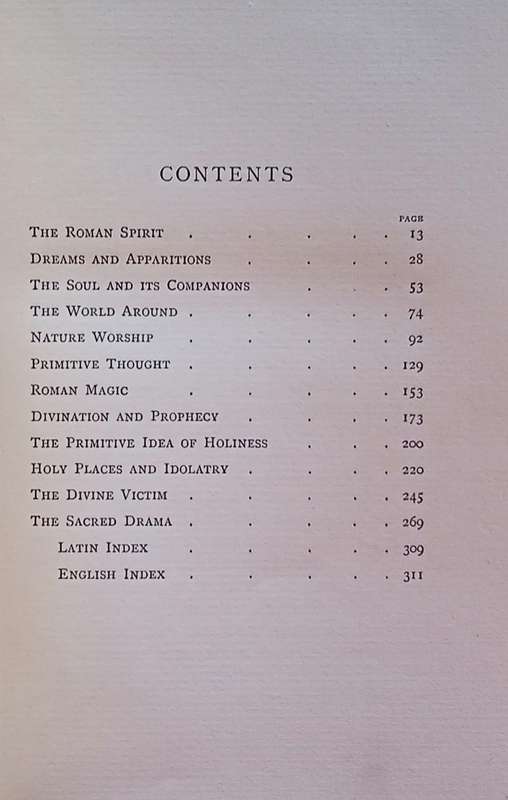 CONTENTS
PAGE
THE ROMAN SPIRIT . . . . . 13
DREAMS AND APPARITIONS . . . . 28
THE SOUL AND ITS COMPANIONS . . . 53
THE WORLD AROUND . . . . . 74
NATURE WORSHIP . . . . . 92
PRIMITIVE THOUGHT . . . . . 129
ROMAN MAGIC . . . . . 153
DIVINATION AND PROPHECY . . . . 173
THE PRIMITIVE IDEA OF HOLINESS . . . 200
HOLY PLACES AND IDOLATRY . . . . 220
THE DIVINE VICTIM . . . . . 245
THE SACRED DRAMA . . . . . 269
LATIN INDEX . . . . . 309
ENGLISH INDEX . . . . . 311